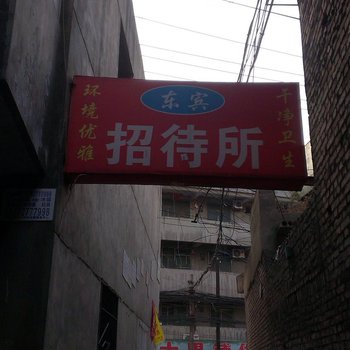 东宾
环境优雅
招待所
干净卫生